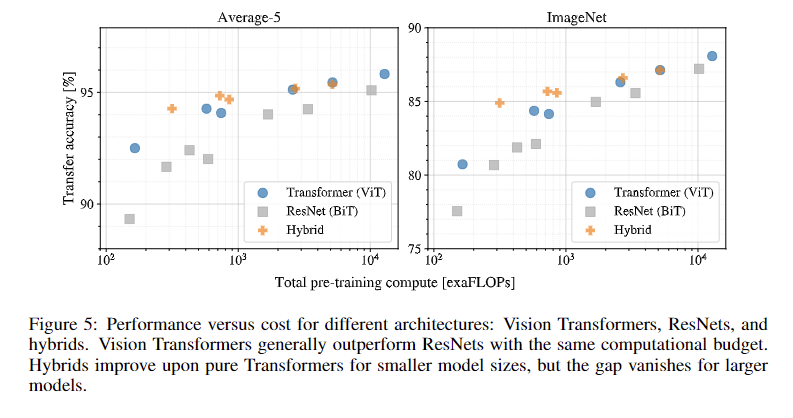 Average-5
ImageNet
Transfer accuracy [%]
95
90
10²
10³
10⁴
Transformer (ViT)
ResNet (BiT)
Hybrid
90
85
80
75
10²
10³
10⁴
Transformer (ViT)
ResNet (BiT)
Hybrid
Total pre-training compute [exaFLOPs]
Figure 5: Performance versus cost for different architectures: Vision Transformers, ResNets, and
hybrids. Vision Transformers generally outperform ResNets with the same computational budget.
Hybrids improve upon pure Transformers for smaller model sizes, but the gap vanishes for larger
models.